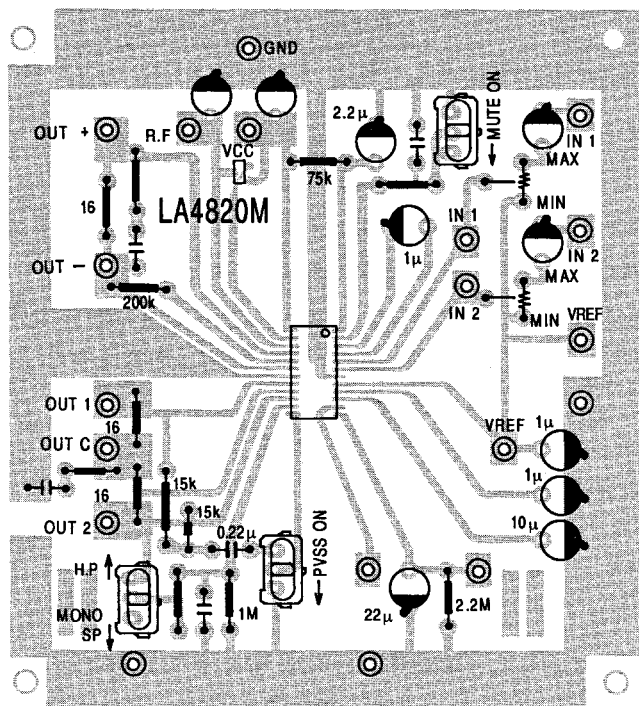 GND
OUT +
R.F
2.2µ
MUTE ON
IN 1
VCC
75k
MAX
16
LA4820M
MIN
IN 1
1µ
IN 2
OUT −
MAX
200k
IN 2
MIN
VREF
OUT 1
16
VREF
1µ
OUT C
1µ
16
15k
15k
0.22µ
PVSS ON
10µ
OUT 2
H.P
MONO
SP
1M
22µ
2.2M